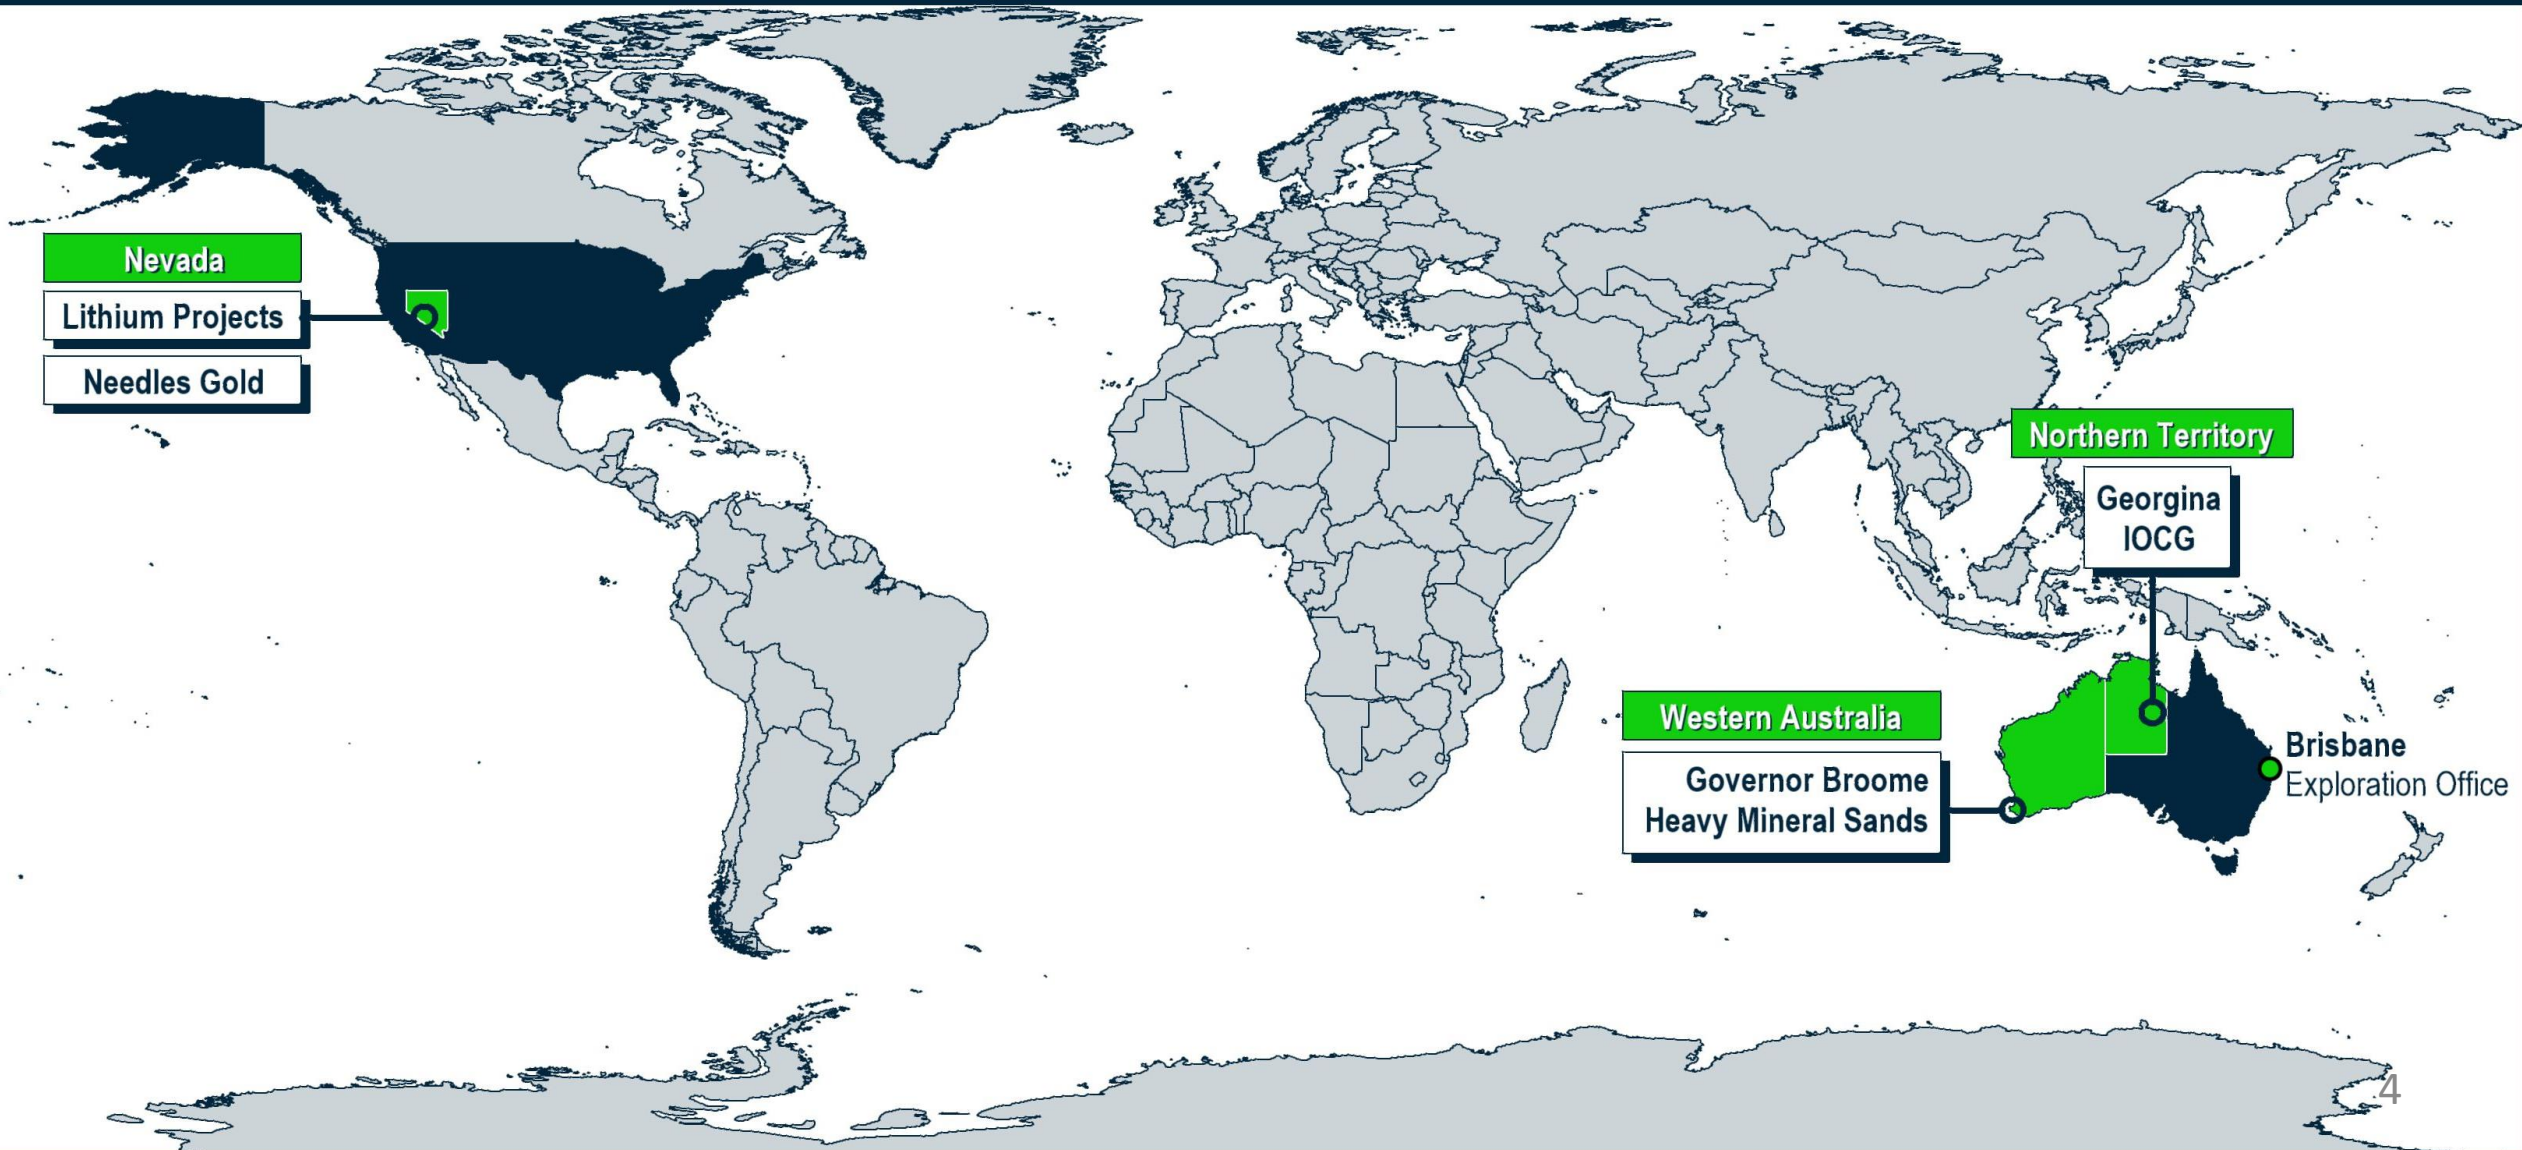 Nevada
Lithium Projects
Needles Gold
Northern Territory
Georgina
IOCG
Western Australia
Governor Broome
Heavy Mineral Sands
Brisbane
Exploration Office
4